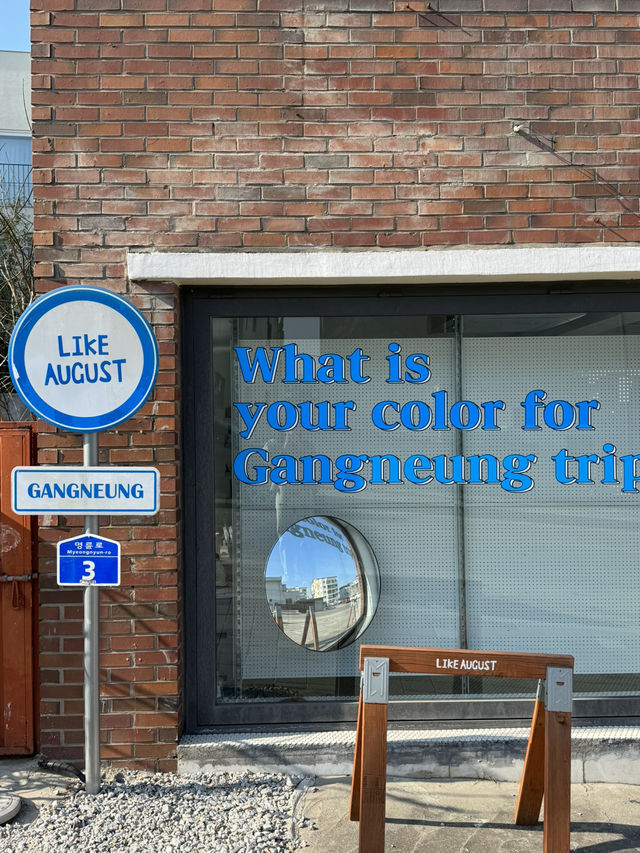 LIKE
AUGUST
GANGNEUNG
명륜로
Myeongnyun-ro
3
What is
your color for
Gangneung trip
LIKE AUGUST